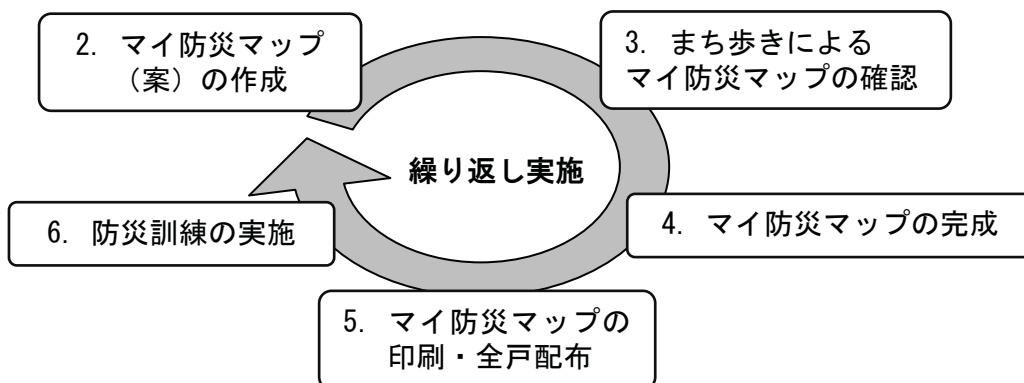 2. マイ防災マップ
（案）の作成
3. まち歩きによる
マイ防災マップの確認
繰り返し実施
4. マイ防災マップの完成
6. 防災訓練の実施
5. マイ防災マップの
印刷・全戸配布